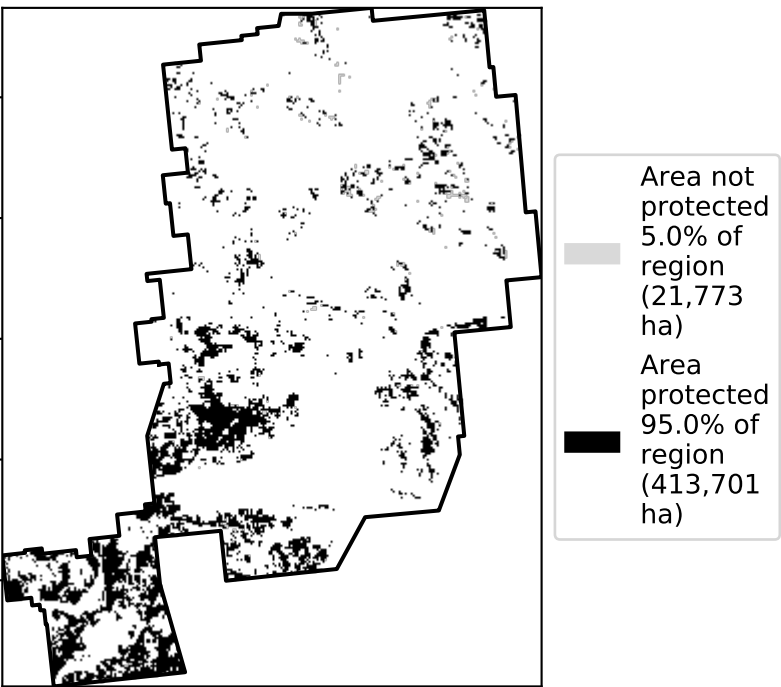 Area not
protected
5.0% of
region
(21,773
ha)
Area
protected
95.0% of
region
(413,701
ha)